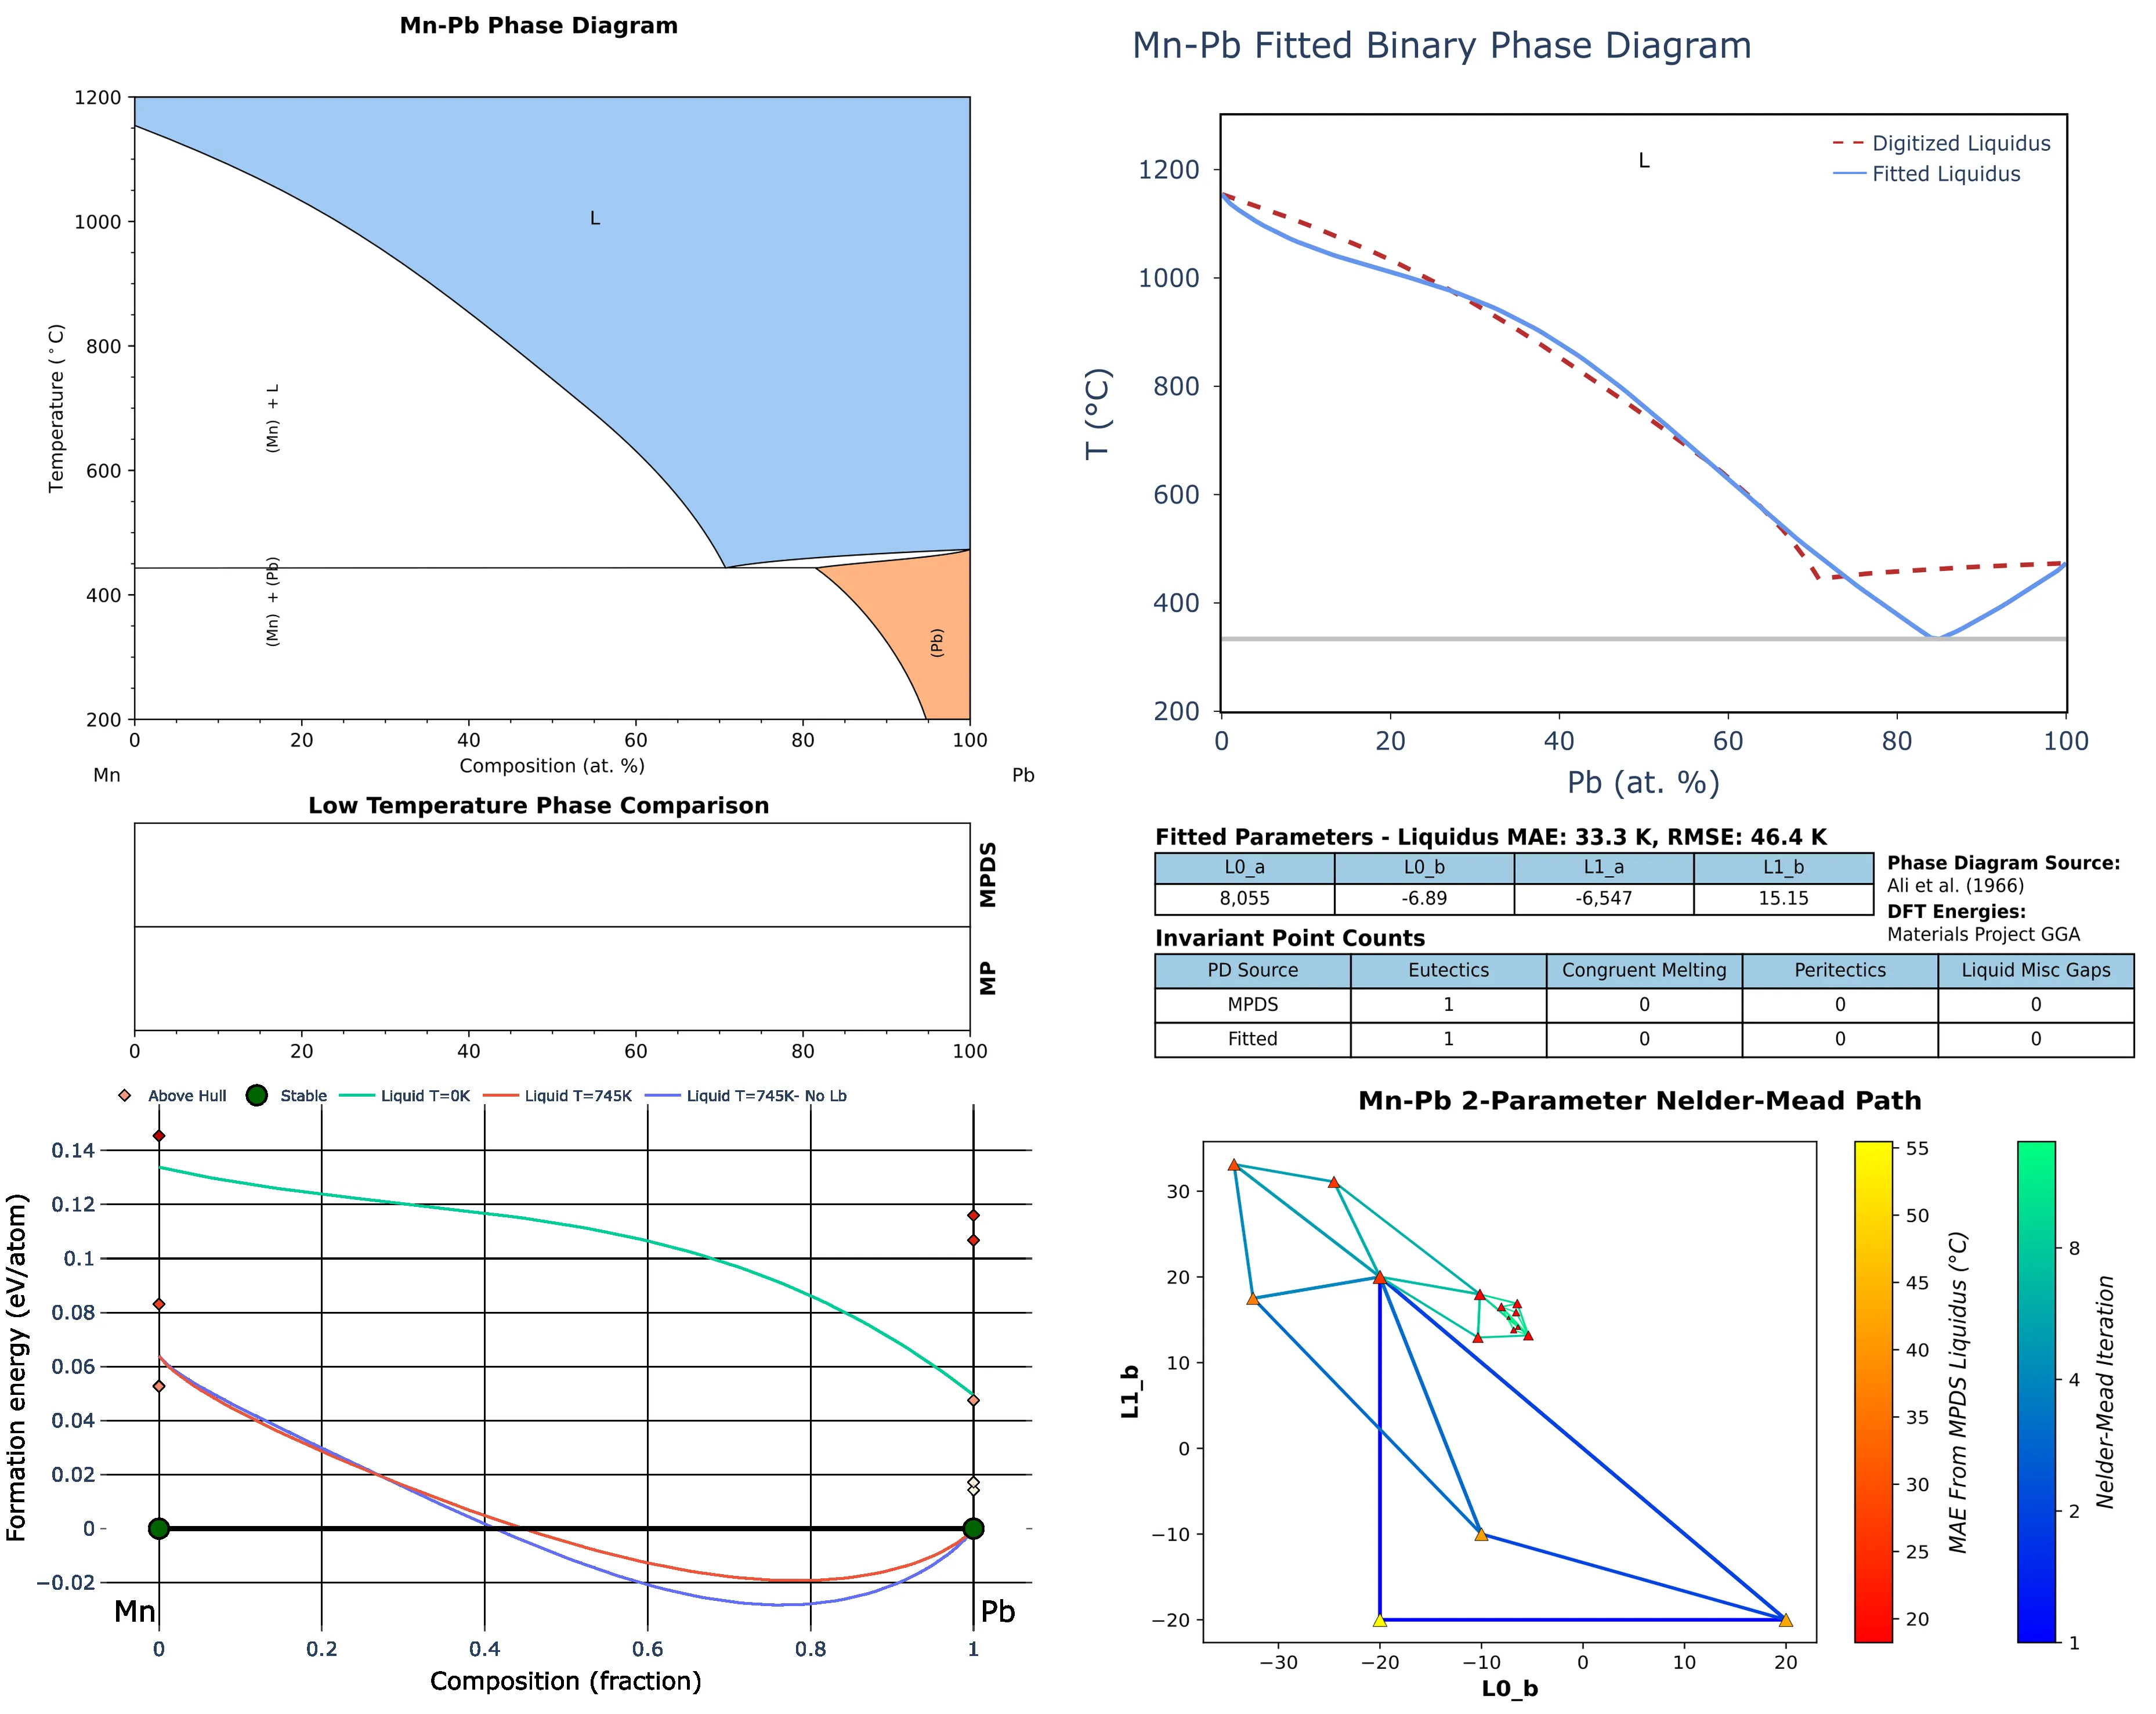 Mn-Pb Phase Diagram
1200
1000
800
600
400
200
Temperature (°C)
L
(Mn) + L
(Mn) + (Pb)
(Pb)
0 20 40 60 80 100
Mn Composition (at. %) Pb
Mn-Pb Fitted Binary Phase Diagram
Digitized Liquidus
Fitted Liquidus
L
1200
1000
800
600
400
200
T (°C)
0 20 40 60 80 100
Pb (at. %)
Low Temperature Phase Comparison
MPDS
MP
0 20 40 60 80 100
Fitted Parameters - Liquidus MAE: 33.3 K, RMSE: 46.4 K
L0_a L0_b L1_a L1_b
8,055 -6.89 -6,547 15.15
Phase Diagram Source:
Ali et al. (1966)
DFT Energies:
Materials Project GGA
Invariant Point Counts
PD Source Eutectics Congruent Melting Peritectics Liquid Misc Gaps
MPDS 1 0 0 0
Fitted 1 0 0 0
Above Hull Stable Liquid T=0K Liquid T=745K Liquid T=745K- No Lb
0.14
0.12
0.1
0.08
0.06
0.04
0.02
0
−0.02
Formation energy (eV/atom)
Mn Pb
0 0.2 0.4 0.6 0.8 1
Composition (fraction)
Mn-Pb 2-Parameter Nelder-Mead Path
30
20
10
0
−10
−20
L1_b
−30 −20 −10 0 10 20
L0_b
55
50
45
40
35
30
25
20
MAE From MPDS Liquidus (°C)
8
4
2
1
Nelder-Mead Iteration